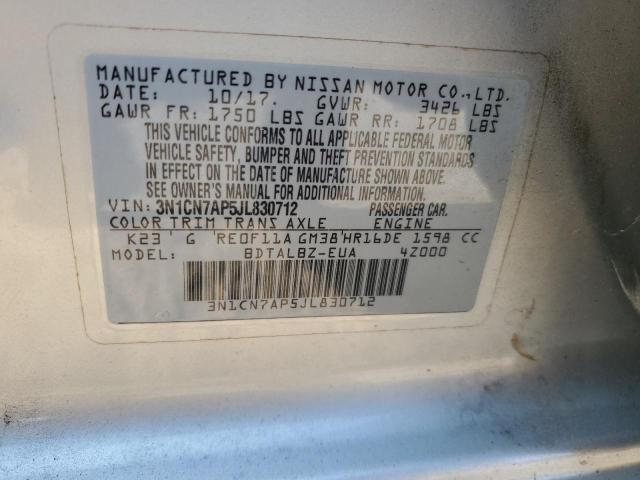 MANUFACTURED BY NISSAN MOTOR CO., LTD.
DATE: 10/17. GVWR: 3426 LBS
GAWR FR: 1750 LBS GAWR RR: 1708 LBS
THIS VEHICLE CONFORMS TO ALL APPLICABLE FEDERAL MOTOR
VEHICLE SAFETY, BUMPER AND THEFT PREVENTION STANDARDS
IN EFFECT ON THE DATE OF MANUFACTURE SHOWN ABOVE.
SEE OWNER'S MANUAL FOR ADDITIONAL INFORMATION.
VIN: 3N1CN7AP5JL830712 PASSENGER CAR.
COLOR TRIM TRANS AXLE ENGINE
K23 G RE0F11A GM38 HR16DE 1598 CC
MODEL: BDTALBZ-EUA 4Z000
3N1CN7AP5JL830712